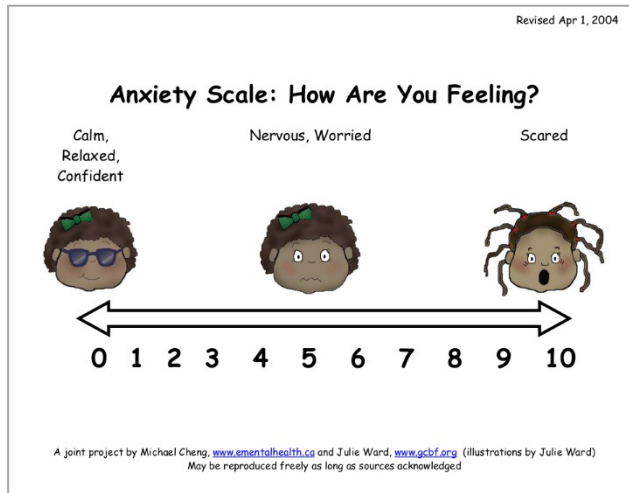 Revised Apr 1, 2004
Anxiety Scale: How Are You Feeling?
Calm,
Relaxed,
Confident
Nervous, Worried
Scared
0 1 2 3 4 5 6 7 8 9 10
A joint project by Michael Cheng, www.ementalhealth.ca and Julie Ward, www.gcbf.org (illustrations by Julie Ward)
May be reproduced freely as long as sources acknowledged